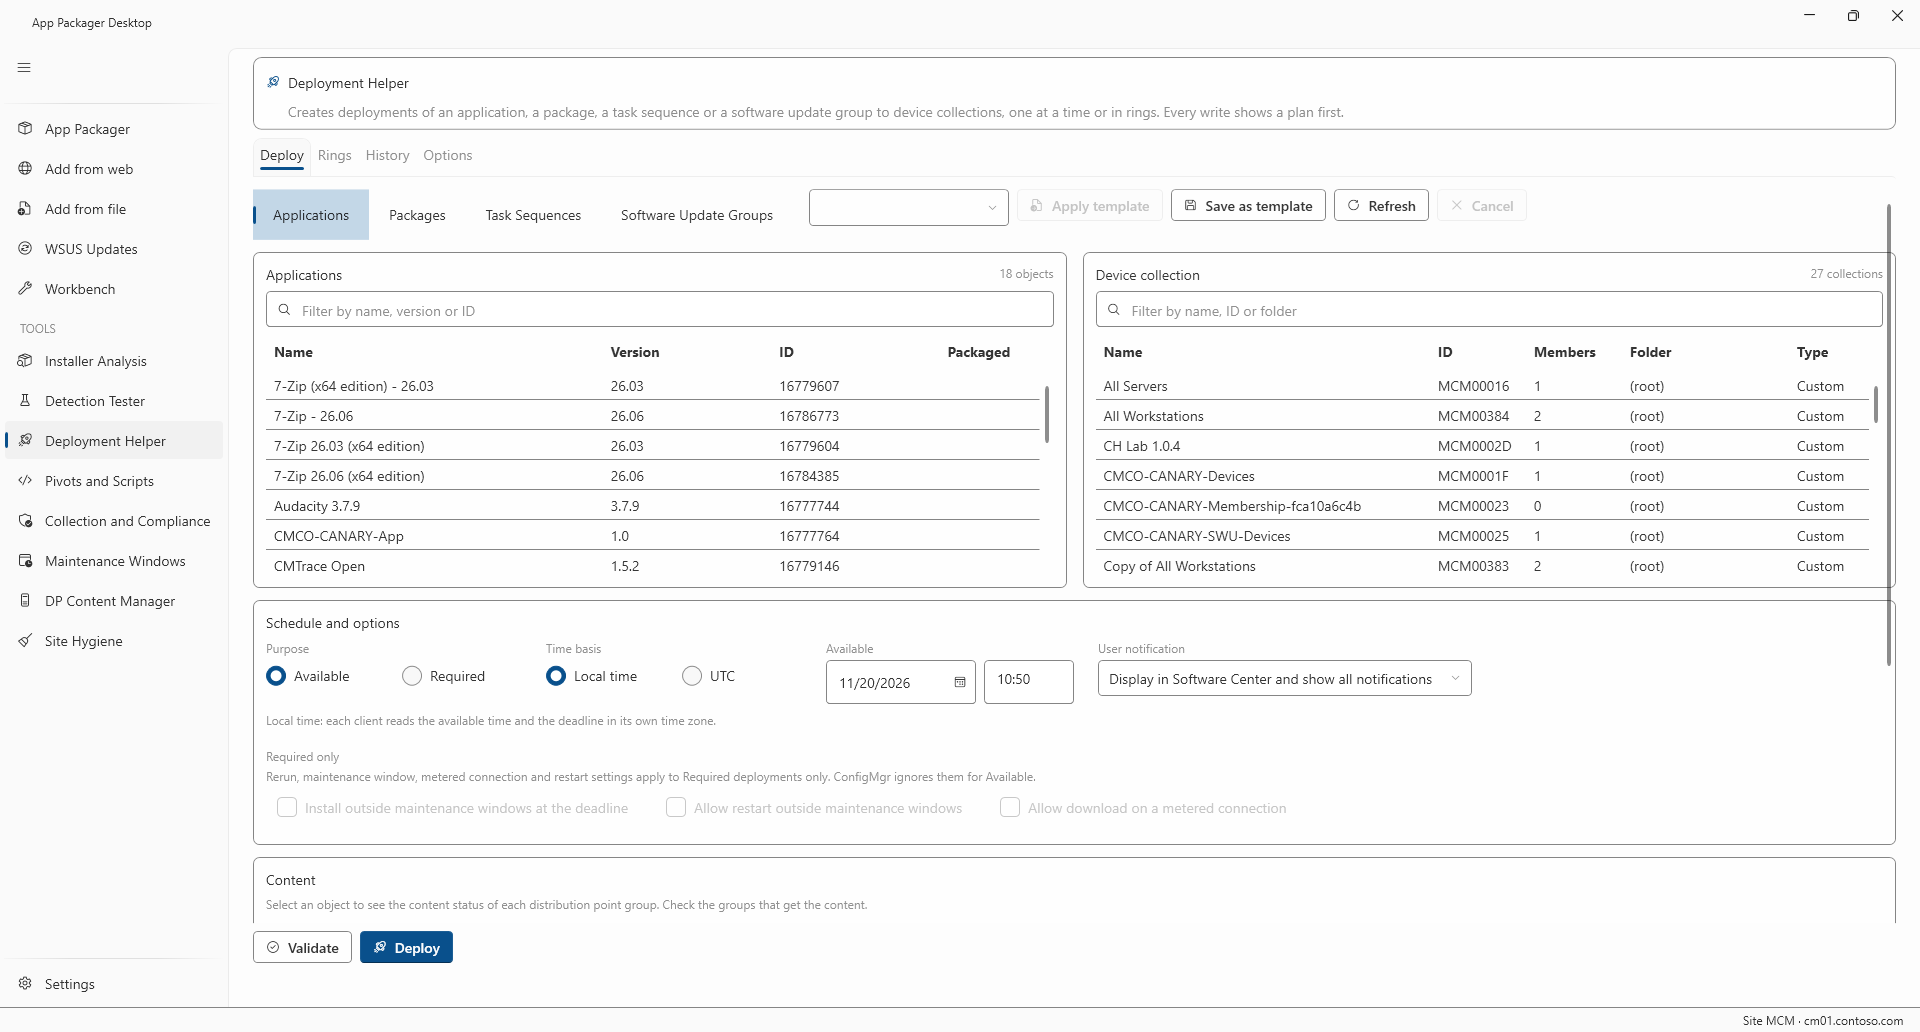 App Packager Desktop
App Packager
Add from web
Add from file
WSUS Updates
Workbench
TOOLS
Installer Analysis
Detection Tester
Deployment Helper
Pivots and Scripts
Collection and Compliance
Maintenance Windows
DP Content Manager
Site Hygiene
Settings
Deployment Helper
Creates deployments of an application, a package, a task sequence or a software update group to device collections, one at a time or in rings. Every write shows a plan first.
Deploy Rings History Options
Applications Packages Task Sequences Software Update Groups Apply template Save as template Refresh Cancel
Applications 18 objects
Filter by name, version or ID
Name Version ID Packaged
7-Zip (x64 edition) - 26.03 26.03 16779607
7-Zip - 26.06 26.06 16786773
7-Zip 26.03 (x64 edition) 26.03 16779604
7-Zip 26.06 (x64 edition) 26.06 16784385
Audacity 3.7.9 3.7.9 16777744
CMCO-CANARY-App 1.0 16777764
CMTrace Open 1.5.2 16779146
Device collection 27 collections
Filter by name, ID or folder
Name ID Members Folder Type
All Servers MCM00016 1 (root) Custom
All Workstations MCM00384 2 (root) Custom
CH Lab 1.0.4 MCM0002D 1 (root) Custom
CMCO-CANARY-Devices MCM0001F 1 (root) Custom
CMCO-CANARY-Membership-fca10a6c4b MCM00023 0 (root) Custom
CMCO-CANARY-SWU-Devices MCM00025 1 (root) Custom
Copy of All Workstations MCM00383 2 (root) Custom
Schedule and options
Purpose Time basis Available User notification
Available Required Local time UTC 11/20/2026 10:50 Display in Software Center and show all notifications
Local time: each client reads the available time and the deadline in its own time zone.
Required only
Rerun, maintenance window, metered connection and restart settings apply to Required deployments only. ConfigMgr ignores them for Available.
Install outside maintenance windows at the deadline Allow restart outside maintenance windows Allow download on a metered connection
Content
Select an object to see the content status of each distribution point group. Check the groups that get the content.
Validate Deploy
Site MCM · cm01.contoso.com